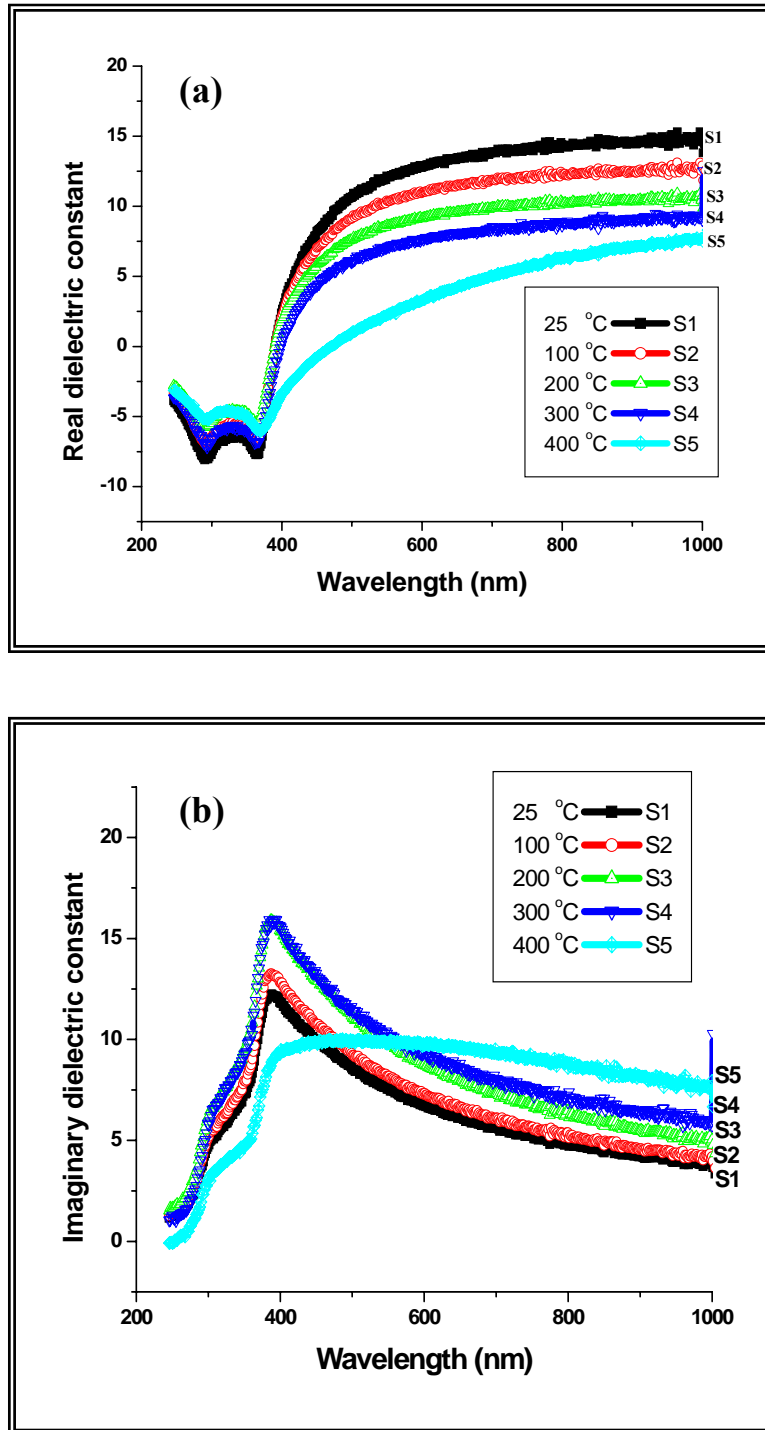 (a)
20
15
10
5
0
-5
-10
Real dielecltric constant
S1
S2
S3
S4
S5
25 °C S1
100 °C S2
200 °C S3
300 °C S4
400 °C S5
200 400 600 800 1000
Wavelength (nm)
(b)
20
15
10
5
0
Imaginary dielectric constant
25 °C S1
100 °C S2
200 °C S3
300 °C S4
400 °C S5
S5
S4
S3
S2
S1
200 400 600 800 1000
Wavelength (nm)